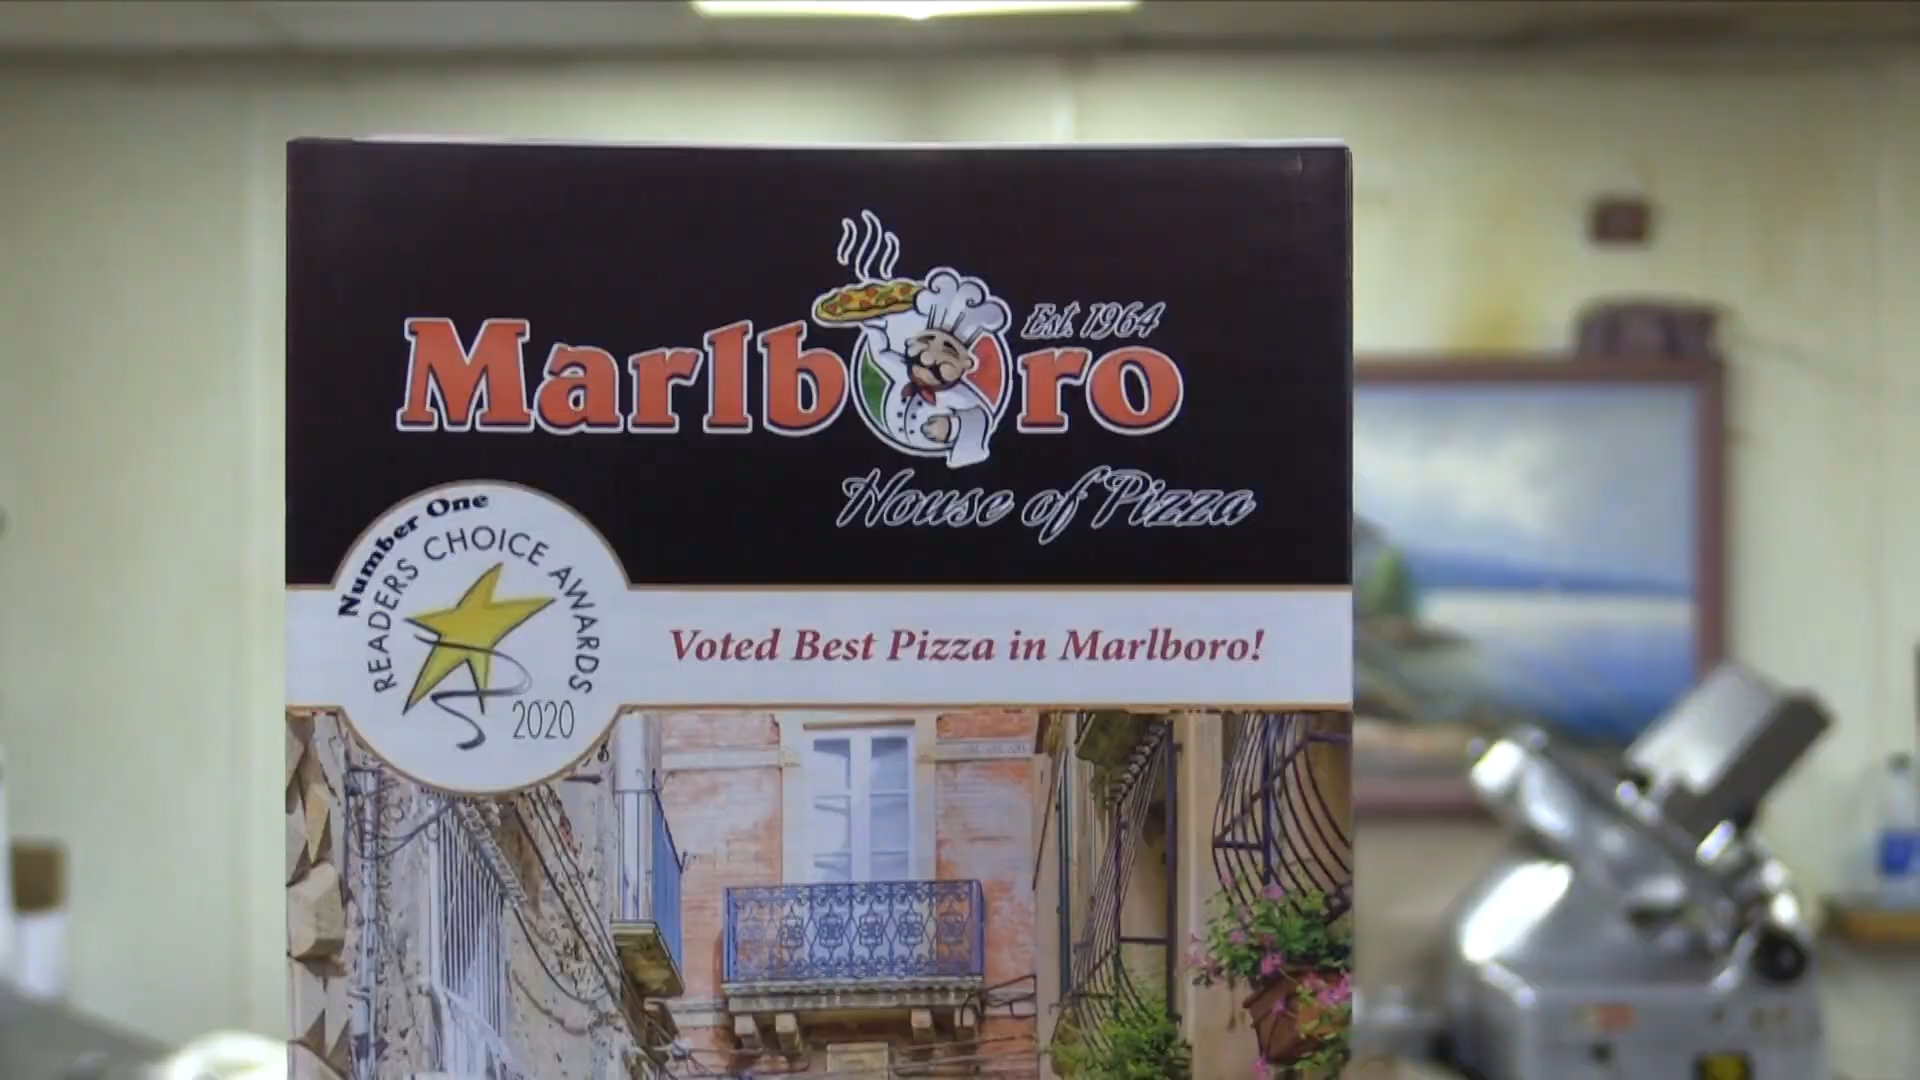 Est. 1964
Marlboro
House of Pizza
Number One
READERS CHOICE AWARDS
2020
Voted Best Pizza in Marlboro!